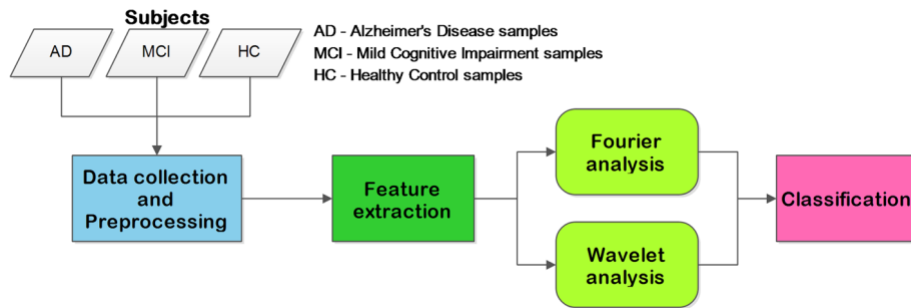 Subjects
AD
MCI
HC
AD - Alzheimer's Disease samples
MCI - Mild Cognitive Impairment samples
HC - Healthy Control samples
Data collection
and
Preprocessing
Feature
extraction
Fourier
analysis
Wavelet
analysis
Classification